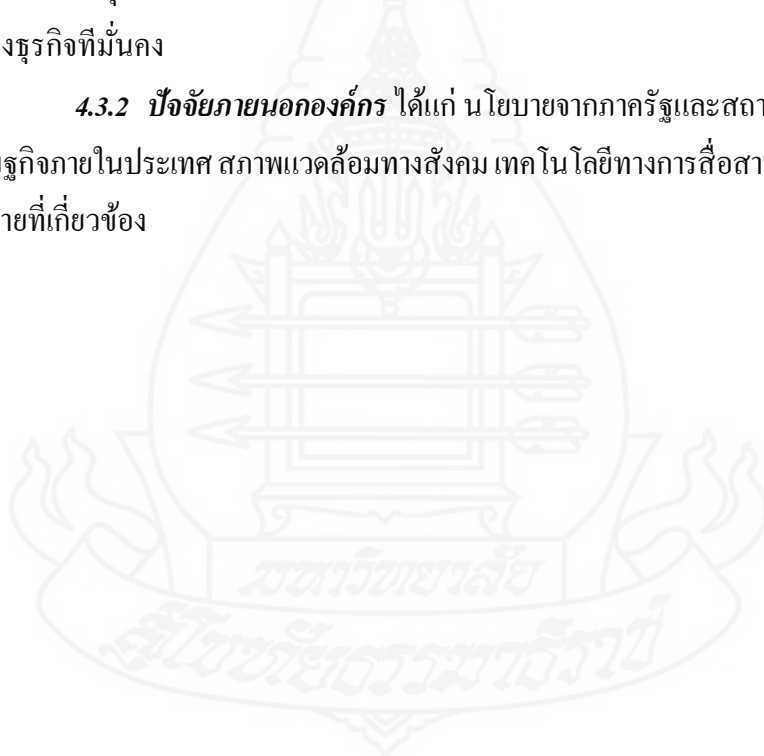 งธุรกิจที่มั่นคง
4.3.2 ปัจจัยภายนอกองค์กร ได้แก่ นโยบายจากภาครัฐและสถา
ฐกิจภายในประเทศ สภาพแวดล้อมทางสังคม เทคโนโลยีทางการสื่อสาร
ายที่เกี่ยวข้อง
มหาวิทยาลัย
สุโขทัยธรรมาธิราช